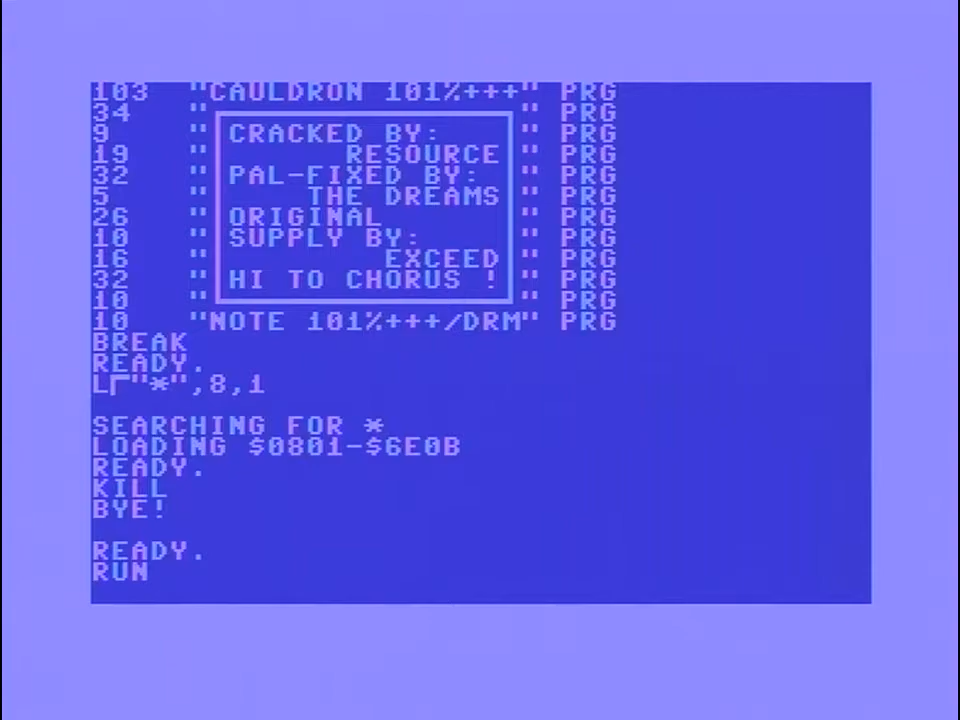 103 "CAULDRON 101%+++" PRG
34 " " PRG
9 " CRACKED BY: " PRG
19 " RESOURCE " PRG
32 " PAL-FIXED BY: " PRG
5 " THE DREAMS " PRG
26 " ORIGINAL " PRG
10 " SUPPLY BY: " PRG
16 " EXCEED " PRG
32 " HI TO CHORUS ! " PRG
10 " " PRG
10 "NOTE 101%+++/DRM" PRG
BREAK
READY.
L┌"*",8,1
SEARCHING FOR *
LOADING $0801-$6E0B
READY.
KILL
BYE!
READY.
RUN